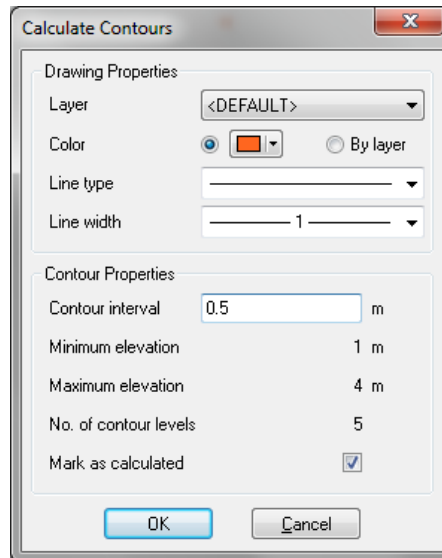 Calculate Contours
Drawing Properties
Layer <DEFAULT>
Color By layer
Line type
Line width 1
Contour Properties
Contour interval 0.5 m
Minimum elevation 1 m
Maximum elevation 4 m
No. of contour levels 5
Mark as calculated
OK Cancel